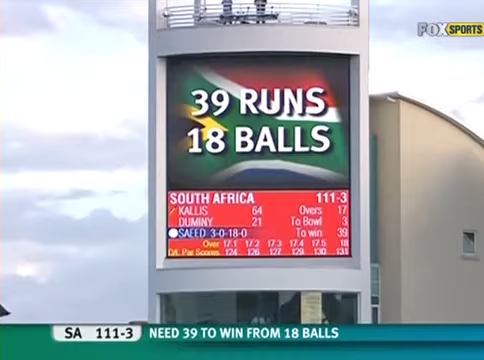 FOX SPORTS
39 RUNS
18 BALLS
SOUTH AFRICA 111-3
KALLIS 64 Overs 17
DUMINY 21 To Bowl 3
SAEED 3-0-18-0 To win 39
Over 17.1 17.2 17.3 17.4 17.5 18
D/L Par Scores 124 126 127 129 130 131
SA 111-3 NEED 39 TO WIN FROM 18 BALLS